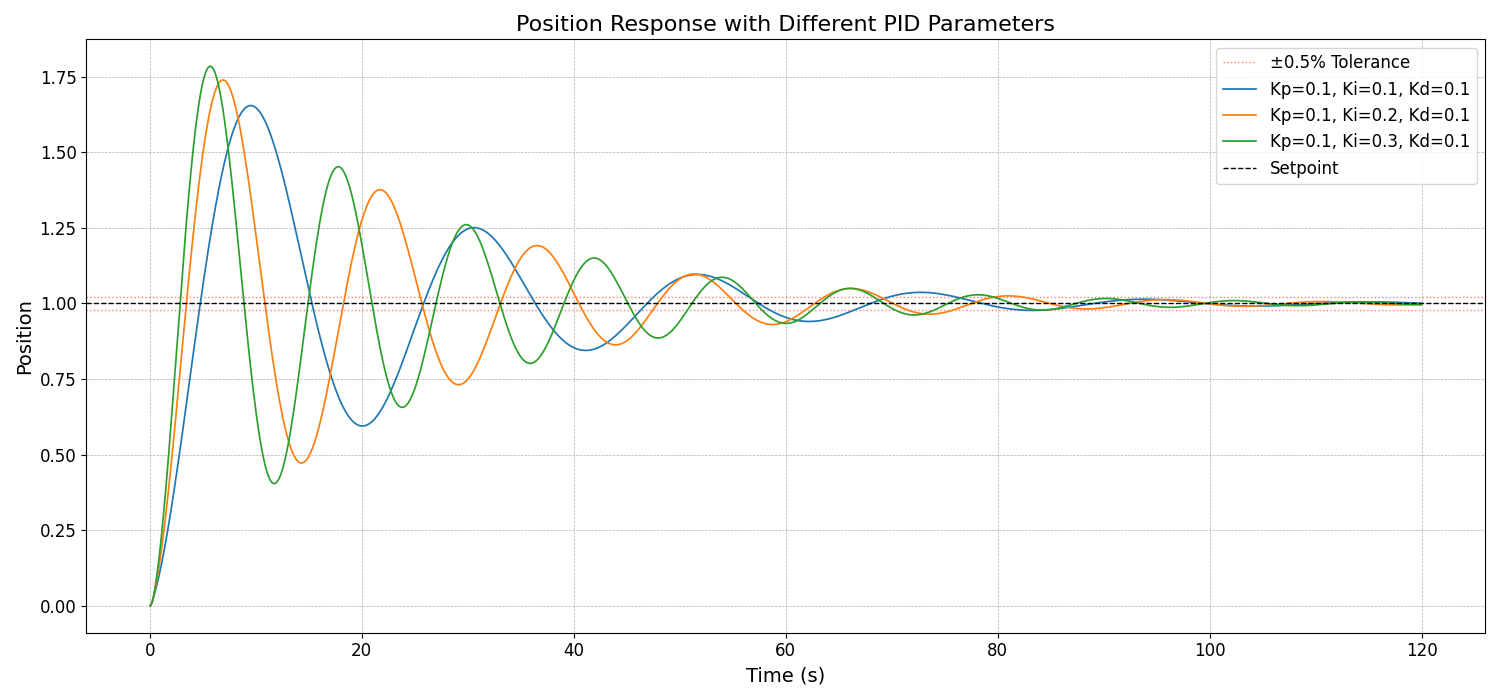 Position Response with Different PID Parameters
±0.5% Tolerance
Kp=0.1, Ki=0.1, Kd=0.1
Kp=0.1, Ki=0.2, Kd=0.1
Kp=0.1, Ki=0.3, Kd=0.1
Setpoint
Position
1.75
1.50
1.25
1.00
0.75
0.50
0.25
0.00
0 20 40 60 80 100 120
Time (s)